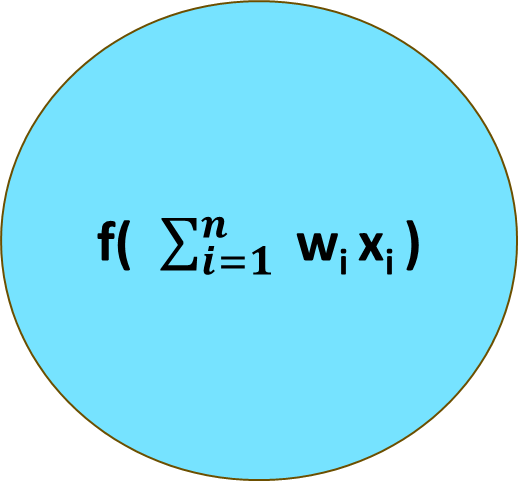 f( ∑ⁿᵢ₌₁ wᵢ xᵢ )